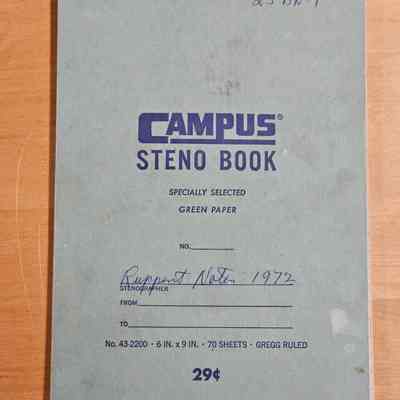 CAMPUS®
STENO BOOK
SPECIALLY SELECTED
GREEN PAPER
NO.
Ruppert Notes 1972
STENOGRAPHER
FROM
TO
No. 43-2200 · 6 IN. x 9 IN. · 70 SHEETS · GREGG RULED
29¢